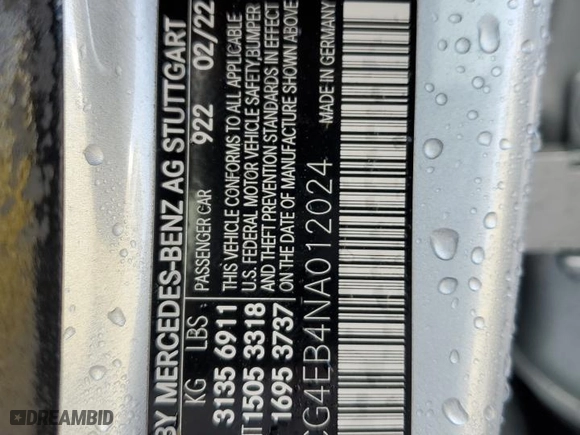 BY MERCEDES-BENZ AG STUTTGART
KG LBS PASSENGER CAR 922 02/22
3135 6911
1505 3318
1695 3737
THIS VEHICLE CONFORMS TO ALL APPLICABLE
U.S. FEDERAL MOTOR VEHICLE SAFETY, BUMPER
AND THEFT PREVENTION STANDARDS IN EFFECT
ON THE DATE OF MANUFACTURE SHOWN ABOVE
CG4EB4NA012024
MADE IN GERMANY
DREAMBID